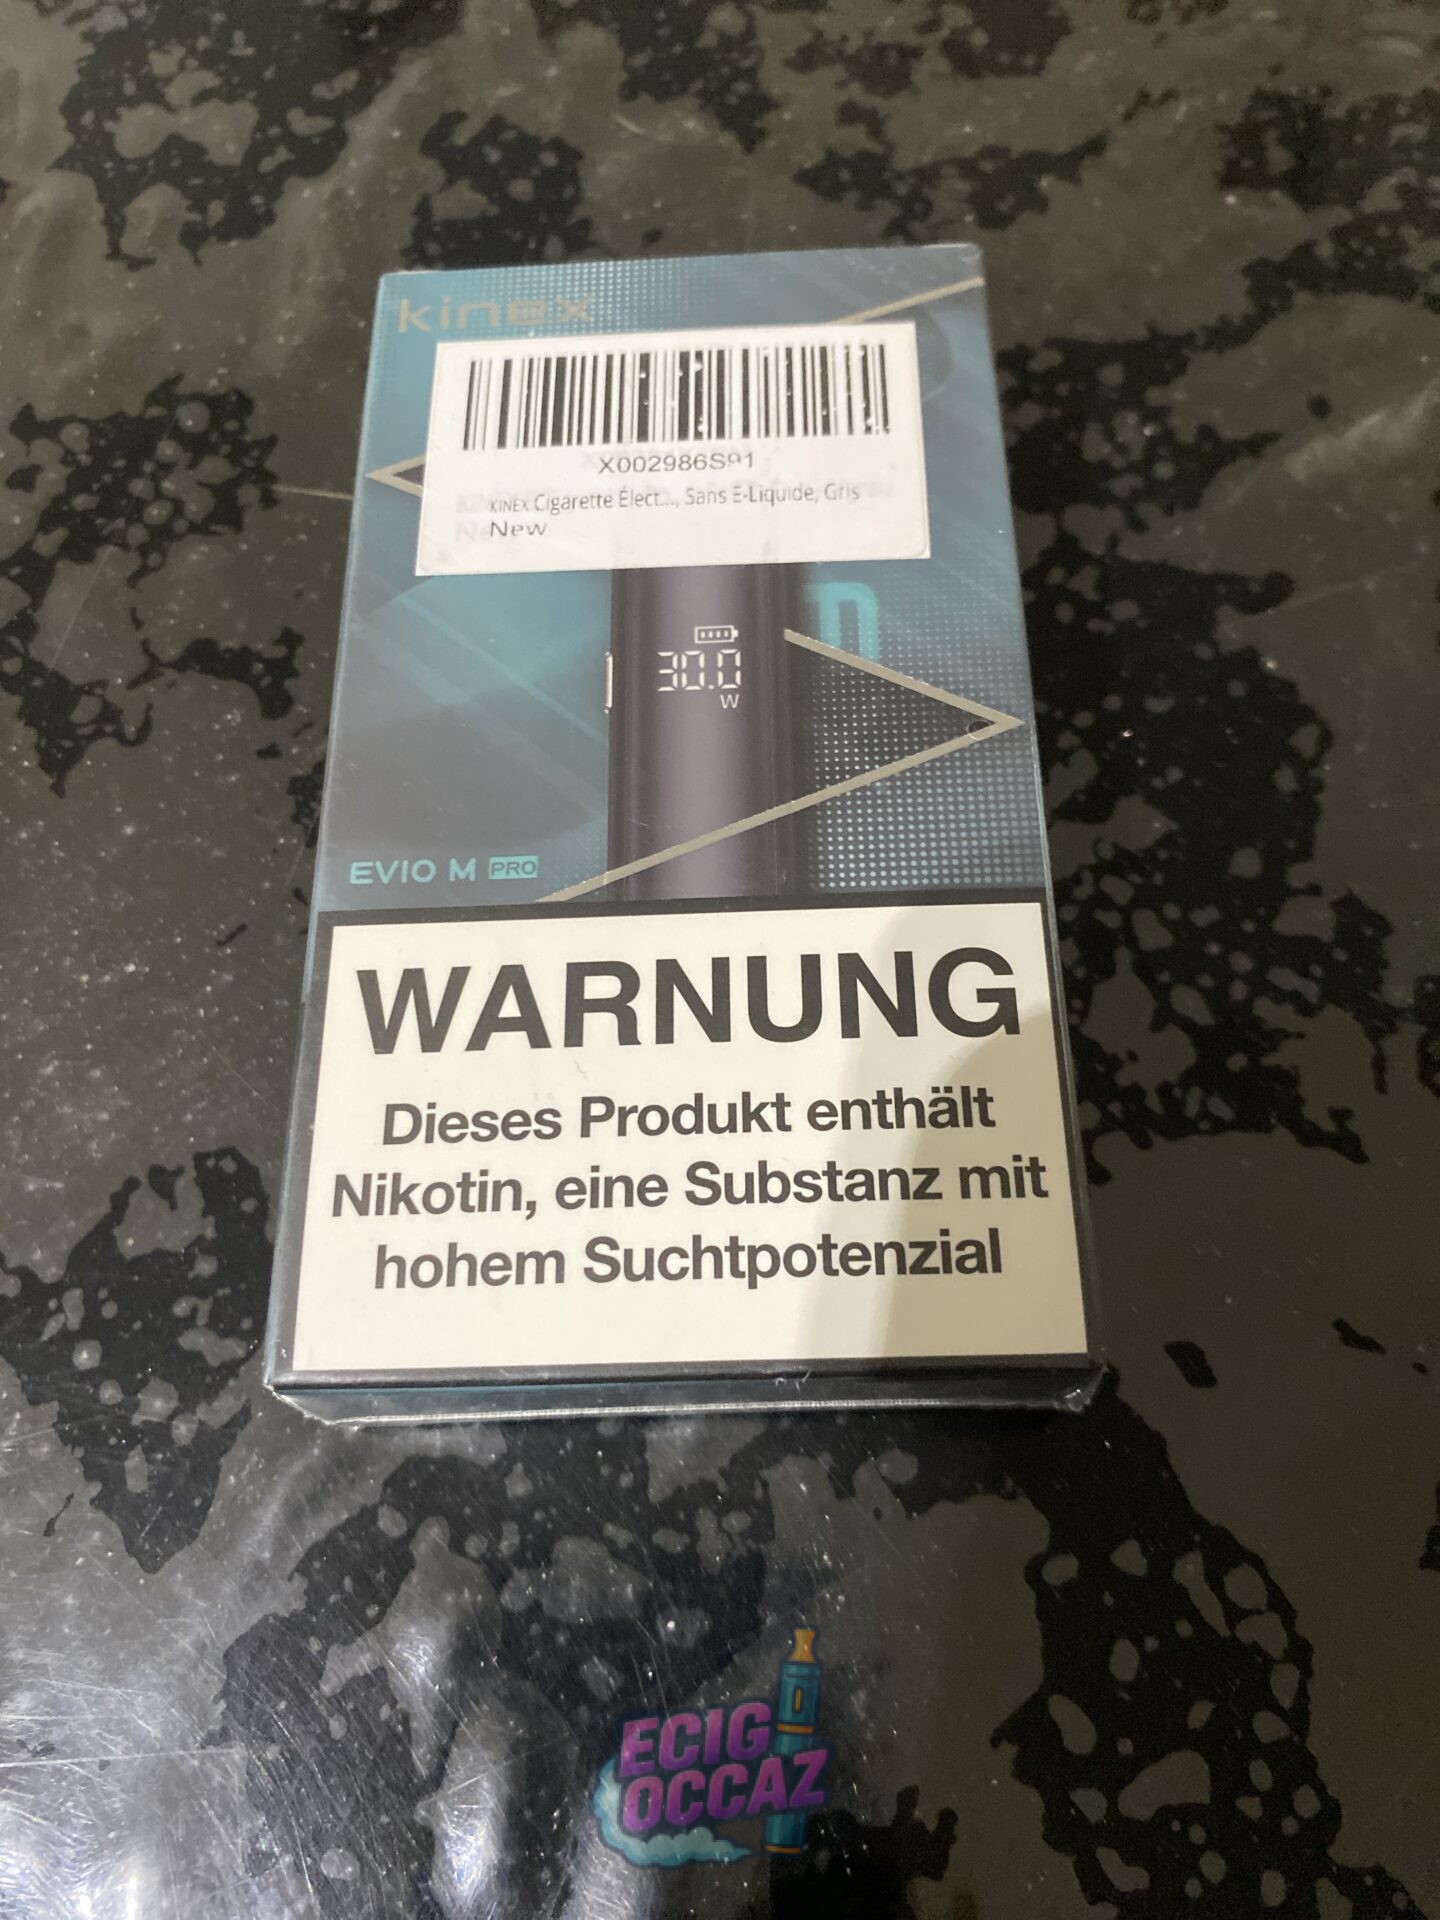 kinex
X002986S91
KINEX Cigarette Élect..., Sans E-Liquide, Gris
New
30.0
W
EVIO M PRO
WARNUNG
Dieses Produkt enthält
Nikotin, eine Substanz mit
hohem Suchtpotenzial
ECIG
OCCAZ